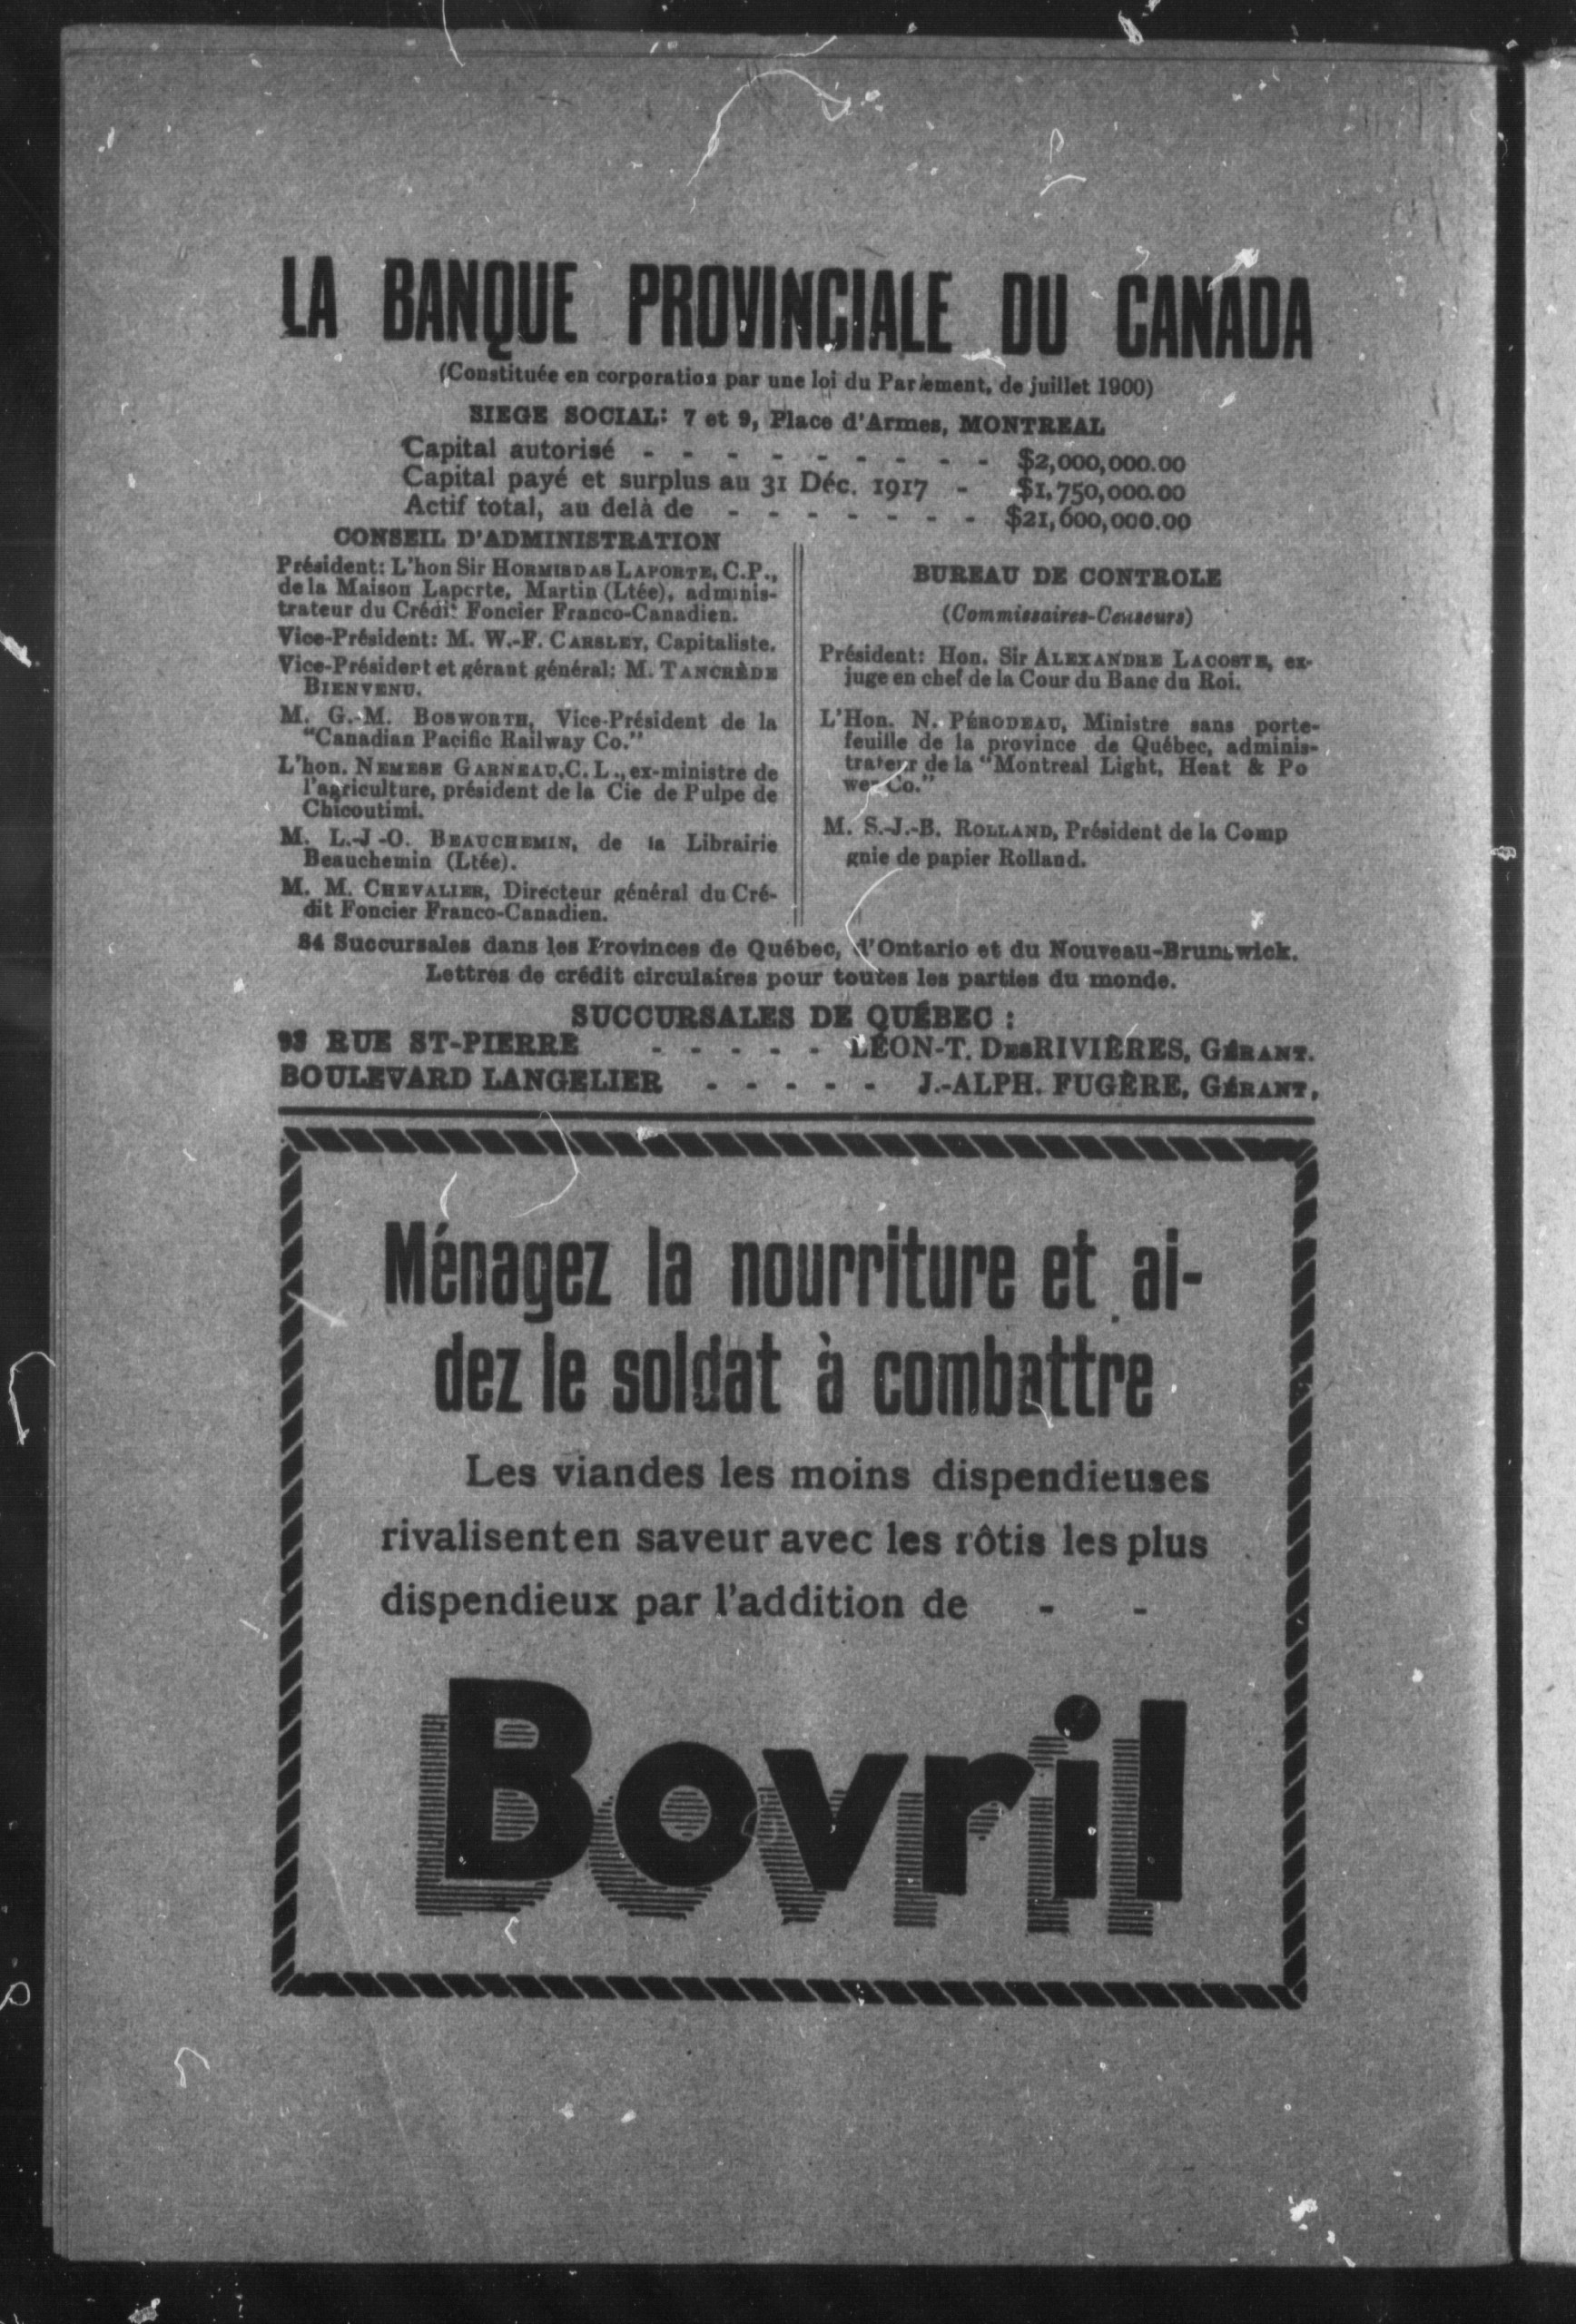 LA BANQUE PROVINCIALE DU CANADA
(Constituée en corporation par une loi du Parlement, de juillet 1900)
SIEGE SOCIAL: 7 et 9, Place d'Armes, MONTREAL
Capital autorisé - - - - - - - - - $2,000,000.00
Capital payé et surplus au 31 Déc. 1917 - $1,750,000.00
Actif total, au delà de - - - - - - - $21,600,000.00
CONSEIL D'ADMINISTRATION
Président: L'hon Sir HORMISDAS LAPORTE, C.P.,
de la Maison Laporte, Martin (Ltée), adminis-
trateur du Crédit Foncier Franco-Canadien.
Vice-Président: M. W.-F. CARSLEY, Capitaliste.
Vice-Président et gérant général: M. TANCRÈDE
BIENVENU.
M. G.-M. BOSWORTH, Vice-Président de la
"Canadian Pacific Railway Co."
L'hon. NEMESE GARNEAU, C. L., ex-ministre de
l'agriculture, président de la Cie de Pulpe de
Chicoutimi.
M. L.-J-O. BEAUCHEMIN, de la Librairie
Beauchemin (Ltée).
M. M. CHEVALIER, Directeur général du Cré-
dit Foncier Franco-Canadien.
BUREAU DE CONTROLE
(Commissaires-Censeurs)
Président: Hon. Sir ALEXANDRE LACOSTE, ex-
juge en chef de la Cour du Banc du Roi.
L'Hon. N. PÉRODEAU, Ministre sans porte-
feuille de la province de Québec, adminis-
trateur de la "Montreal Light, Heat & Po
wer Co."
M. S.-J.-B. ROLLAND, Président de la Comp
gnie de papier Rolland.
84 Succursales dans les Provinces de Québec, d'Ontario et du Nouveau-Brunswick.
Lettres de crédit circulaires pour toutes les parties du monde.
SUCCURSALES DE QUÉBEC :
93 RUE ST-PIERRE - - - - - LÉON-T. DesRIVIÈRES, GÉRANT.
BOULEVARD LANGELIER - - - - - J.-ALPH. FUGÈRE, GÉRANT,
Ménagez la nourriture et ai-
dez le soldat à combattre
Les viandes les moins dispendieuses
rivalisent en saveur avec les rôtis les plus
dispendieux par l'addition de - -
Bovril